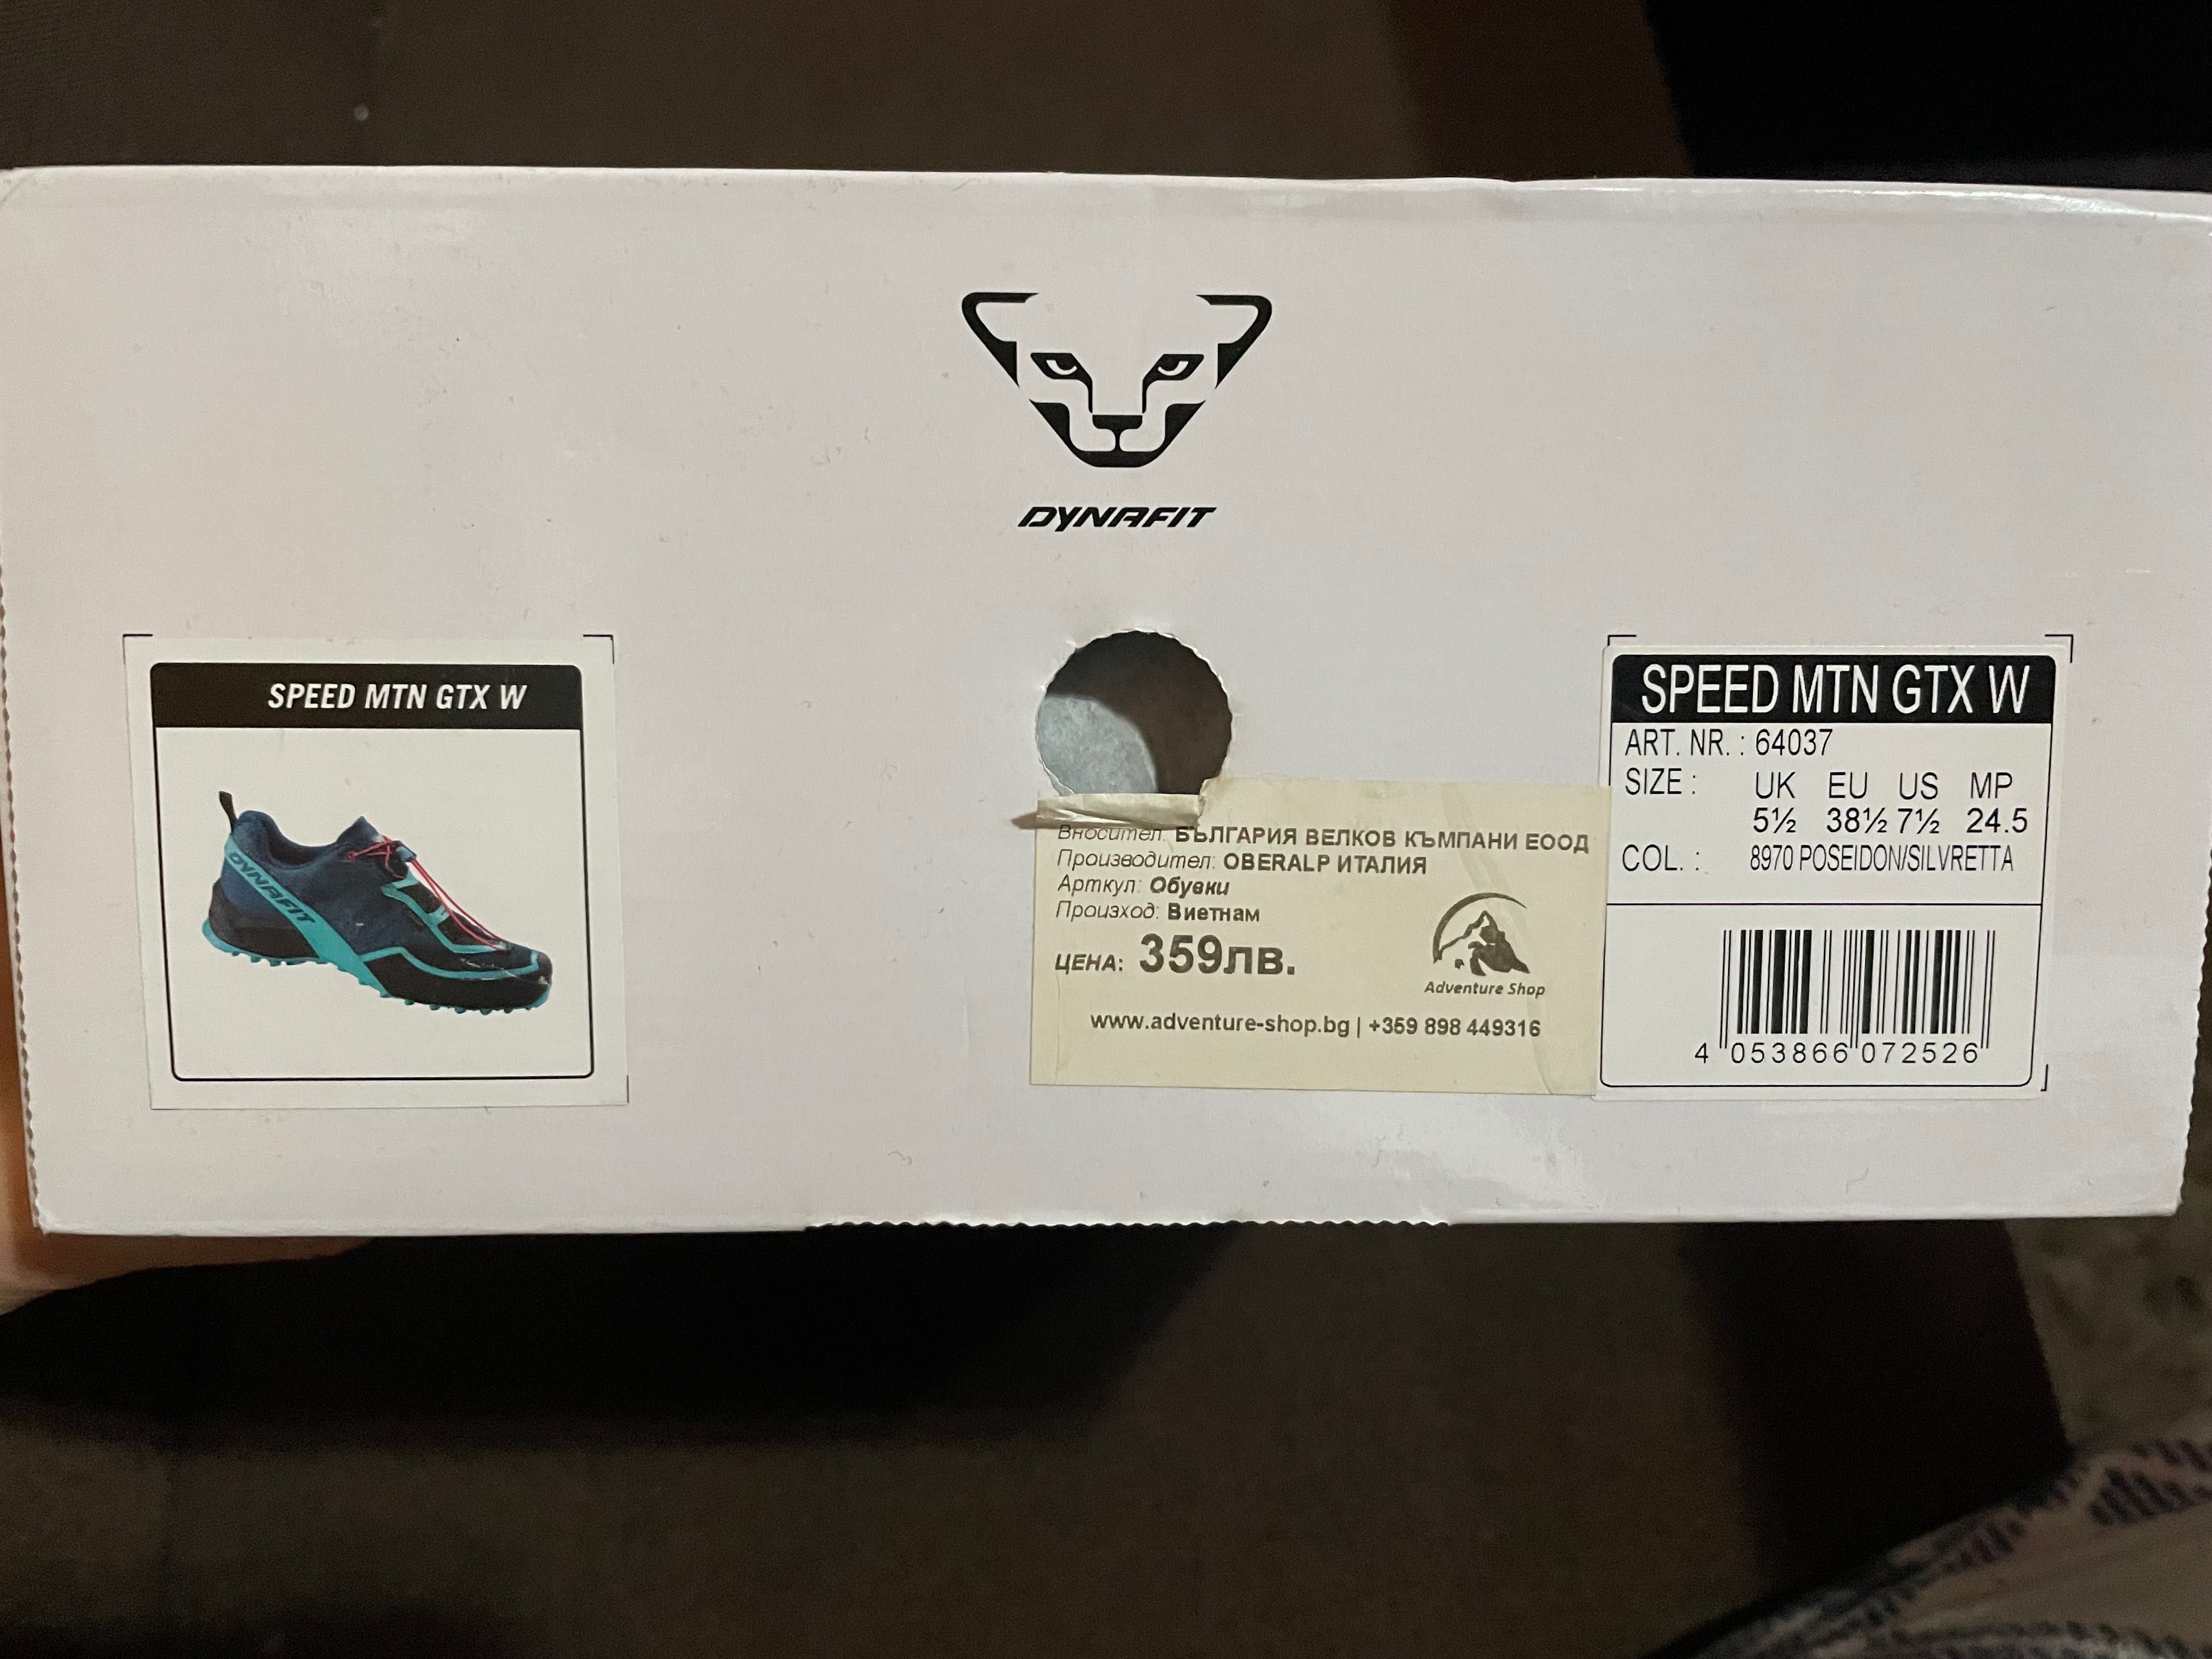 DYNAFIT
SPEED MTN GTX W
DYNAFIT
Вносител: БЪЛГАРИЯ ВЕЛКОВ КЪМПАНИ ЕООД
Производител: OBERALP ИТАЛИЯ
Арткул: Обувки
Произход: Виетнам
ЦЕНА: 359лв.
Adventure Shop
www.adventure-shop.bg | +359 898 449316
SPEED MTN GTX W
ART. NR. : 64037
SIZE : UK EU US MP
5½ 38½ 7½ 24.5
COL. : 8970 POSEIDON/SILVRETTA
4 053866 072526